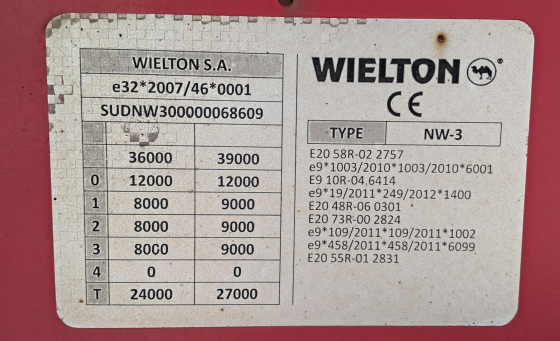 WIELTON S.A.
e32*2007/46*0001
SUDNW300000068609
36000 39000
0 12000 12000
1 8000 9000
2 8000 9000
3 8000 9000
4 0 0
T 24000 27000
WIELTON
CE
TYPE NW-3
E20 58R-02 2757
e9*1003/2010*1003/2010*6001
E9 10R-04.6414
e9*19/2011*249/2012*1400
E20 48R-06 0301
E20 73R-00 2824
e9*109/2011*109/2011*1002
e9*458/2011*458/2011*6099
E20 55R-01 2831